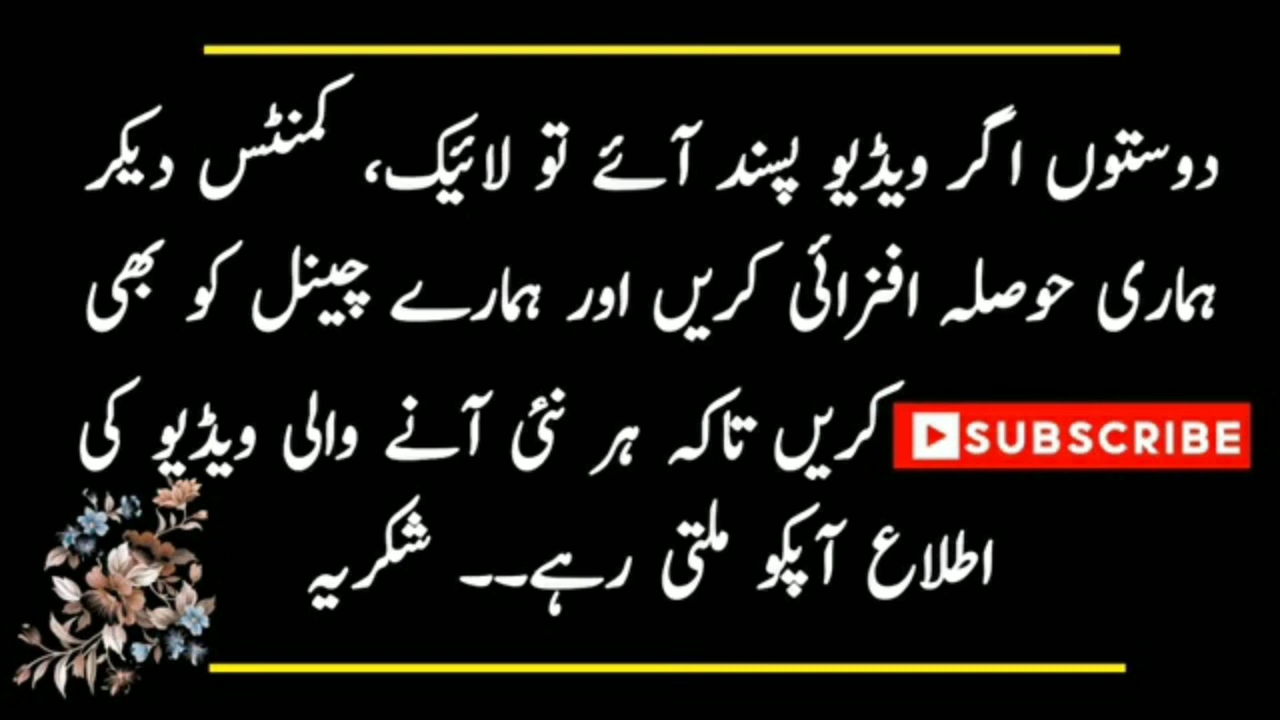 دوستوں اگر ویڈیو پسند آئے تو لائیک، کمنٹس دیکر
ہماری حوصلہ افزائی کریں اور ہمارے چینل کو بھی
SUBSCRIBE کریں تاکہ ہر نئی آنے والی ویڈیو کی
اطلاع آپکو ملتی رہے۔۔ شکریہ